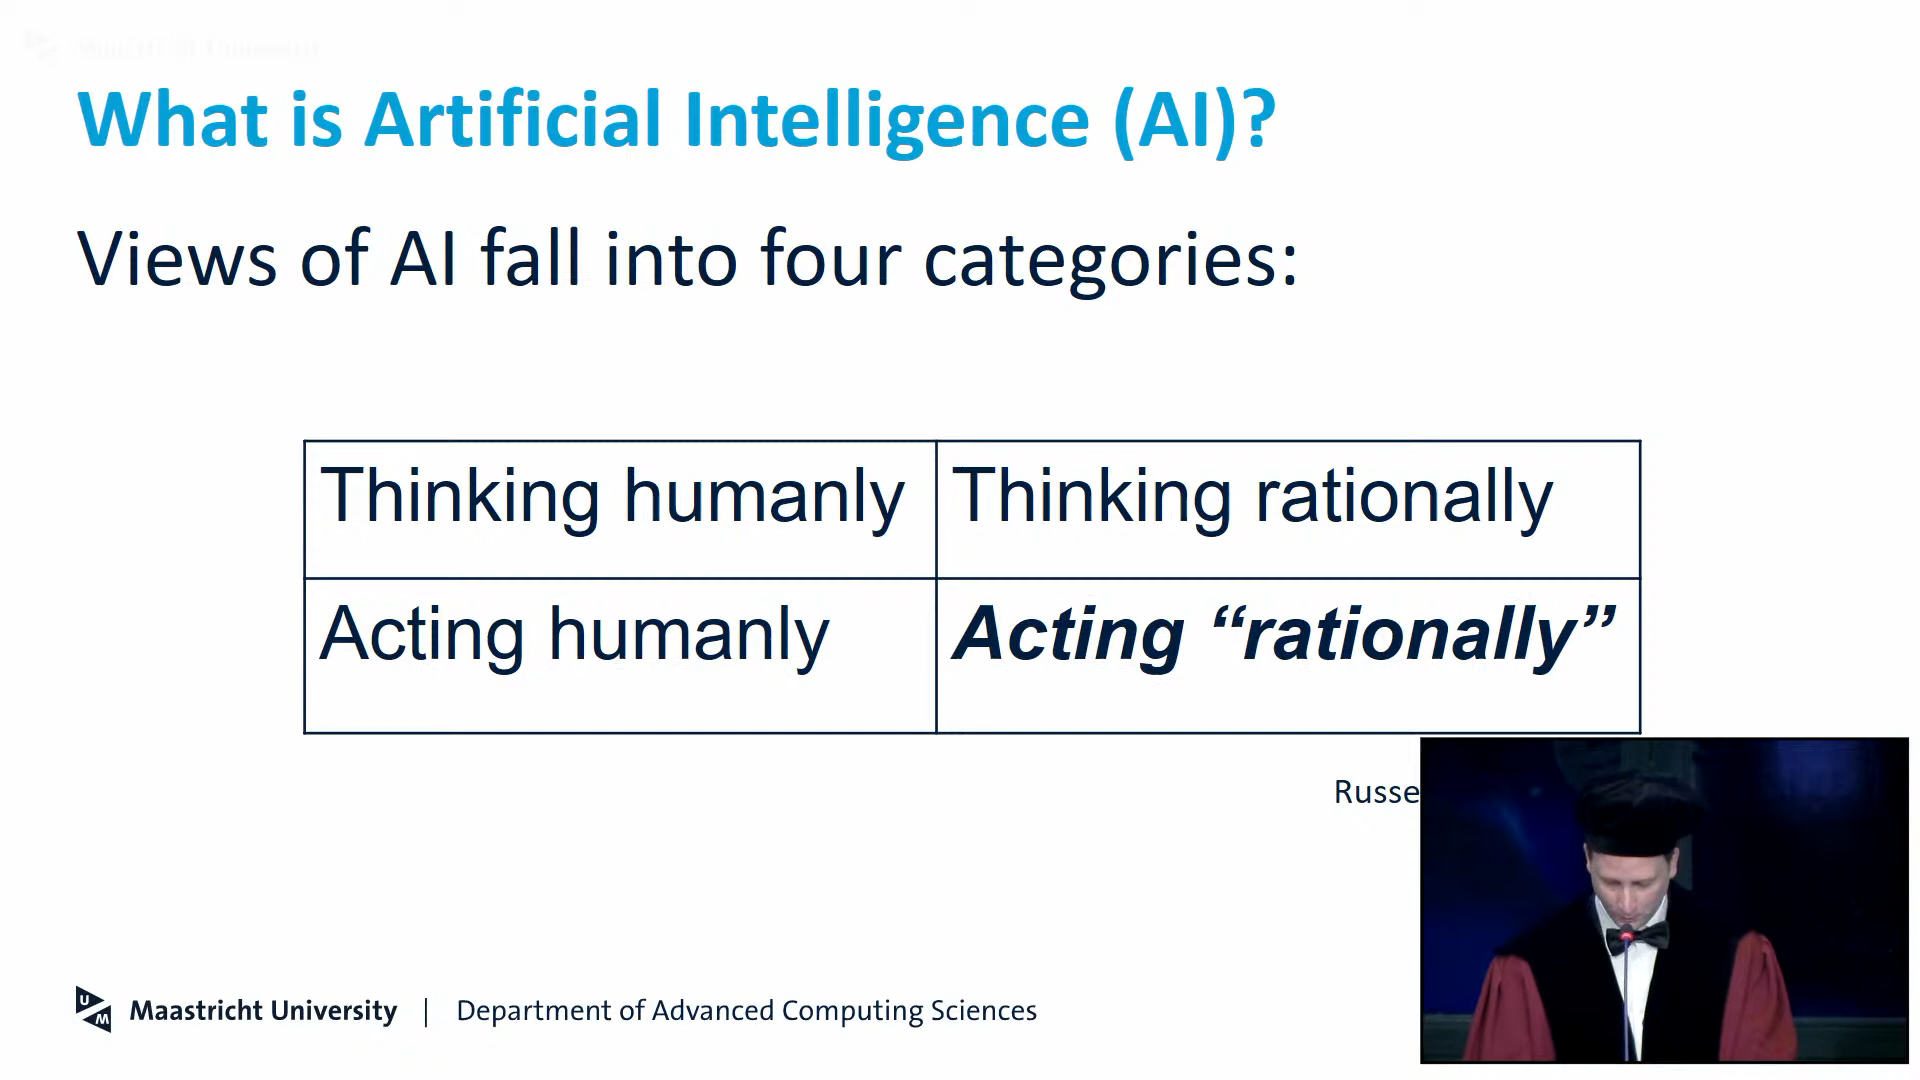 What is Artificial Intelligence (AI)?
Views of AI fall into four categories:
Thinking humanly
Thinking rationally
Acting humanly
Acting “rationally”
Russe
UM
Maastricht University | Department of Advanced Computing Sciences